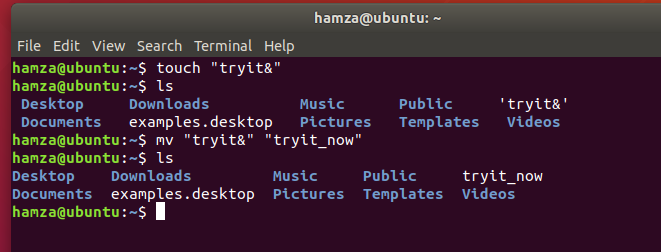 hamza@ubuntu: ~
File Edit View Search Terminal Help
hamza@ubuntu:~$ touch "tryit&"
hamza@ubuntu:~$ ls
Desktop Downloads Music Public 'tryit&'
Documents examples.desktop Pictures Templates Videos
hamza@ubuntu:~$ mv "tryit&" "tryit_now"
hamza@ubuntu:~$ ls
Desktop Downloads Music Public tryit_now
Documents examples.desktop Pictures Templates Videos
hamza@ubuntu:~$